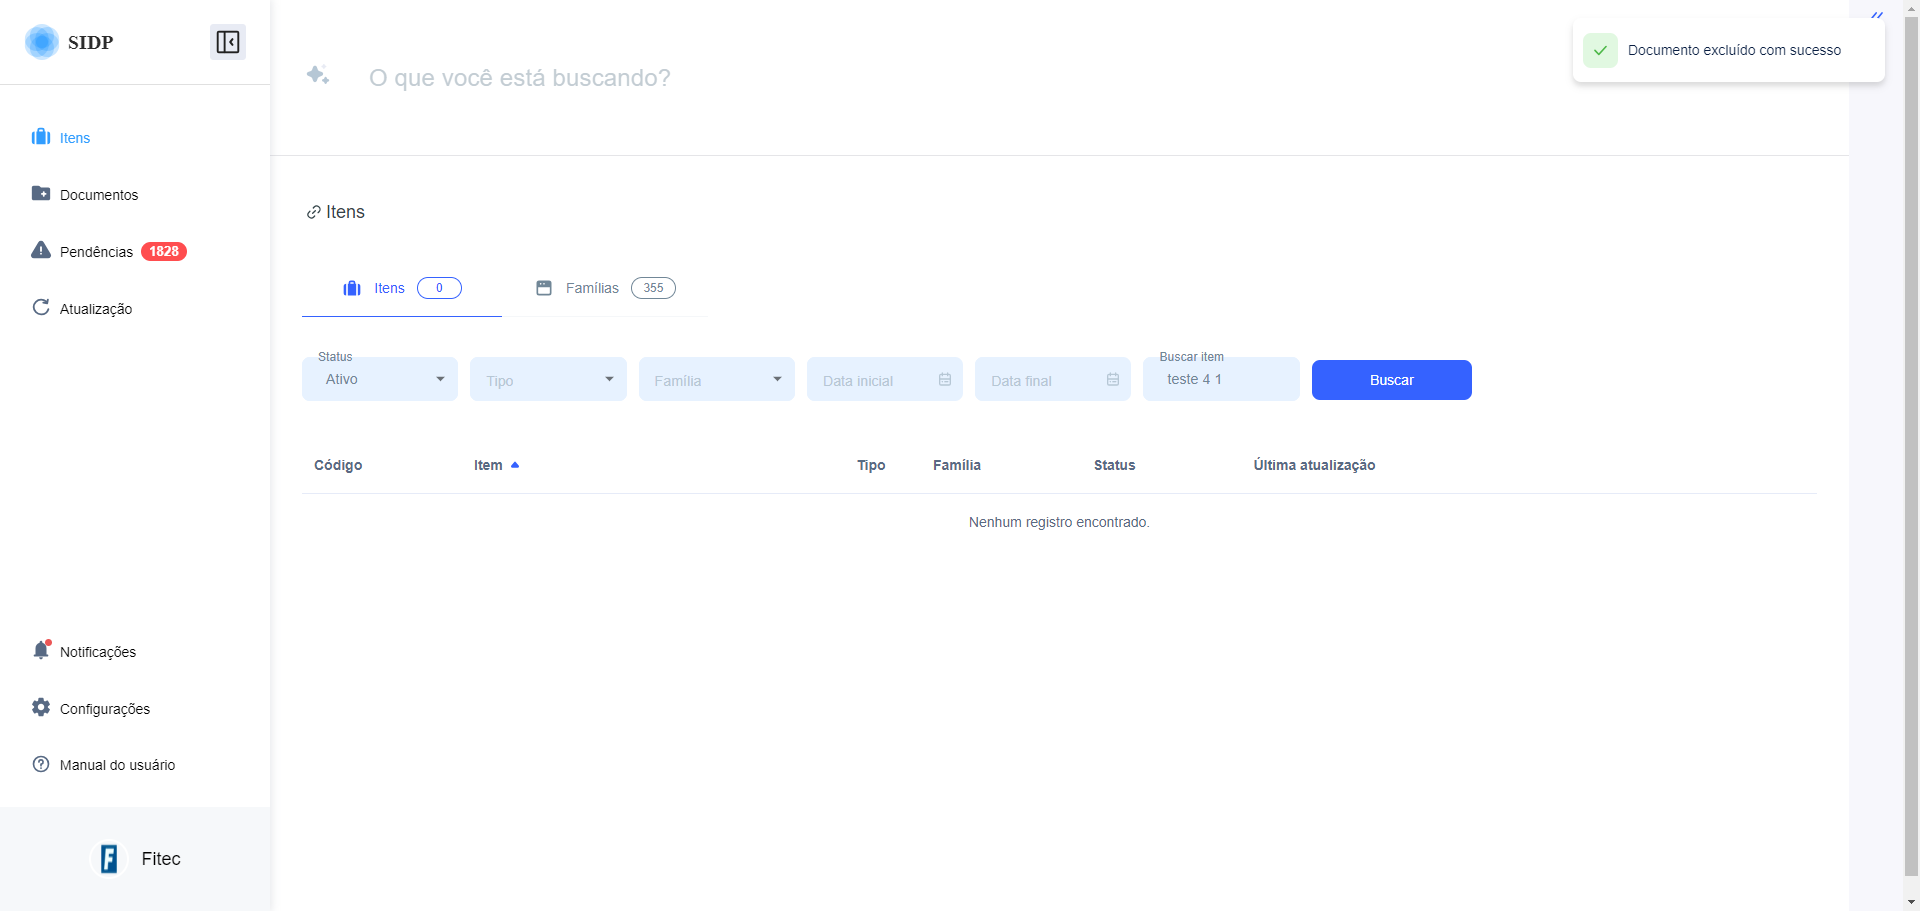 SIDP
O que você está buscando?
Documento excluído com sucesso
Itens
Documentos
Pendências 1828
Atualização
Itens
Itens 0
Famílias 355
Status
Ativo
Tipo
Família
Data inicial
Data final
Buscar item
teste 4 1
Buscar
Código Item Tipo Família Status Última atualização
Nenhum registro encontrado.
Notificações
Configurações
Manual do usuário
Fitec